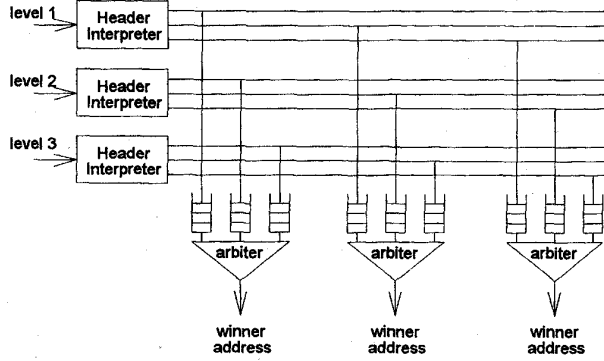 level 1
Header
Interpreter
level 2
Header
Interpreter
level 3
Header
Interpreter
arbiter
arbiter
arbiter
winner
address
winner
address
winner
address